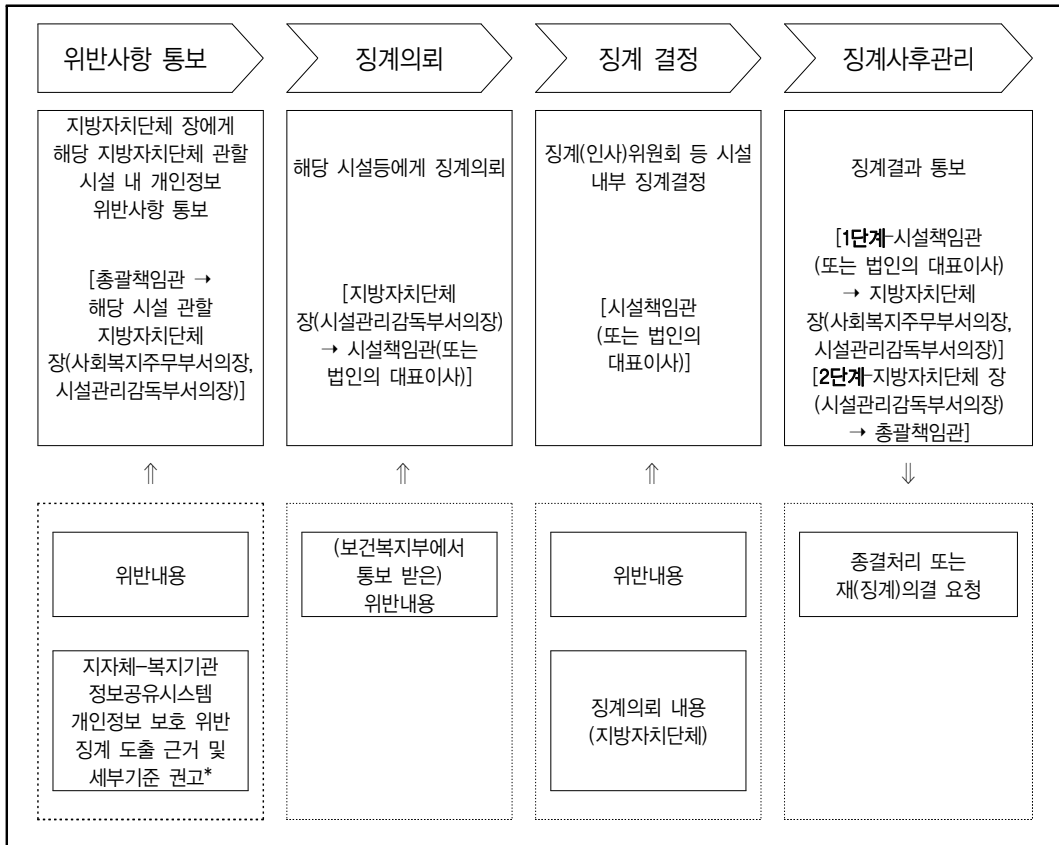 위반사항 통보
징계의뢰
징계 결정
징계사후관리
지방자치단체 장에게
해당 지방자치단체 관할
시설 내 개인정보
위반사항 통보
[총괄책임관 →
해당 시설 관할
지방자치단체
장(사회복지주무부서의장,
시설관리감독부서의장)]
해당 시설등에게 징계의뢰
[지방자치단체
장(시설관리감독부서의장)
→ 시설책임관(또는
법인의 대표이사)]
징계(인사)위원회 등 시설
내부 징계결정
[시설책임관
(또는 법인의
대표이사)]
징계결과 통보
[1단계-시설책임관
(또는 법인의 대표이사)
→ 지방자치단체
장(사회복지주무부서의장,
시설관리감독부서의장)]
[2단계-지방자치단체 장
(시설관리감독부서의장)
→ 총괄책임관]
⇑ ⇑ ⇑ ⇓
위반내용
지자체-복지기관
정보공유시스템
개인정보 보호 위반
징계 도출 근거 및
세부기준 권고*
(보건복지부에서
통보 받은)
위반내용
위반내용
징계의뢰 내용
(지방자치단체)
종결처리 또는
재(징계)의결 요청